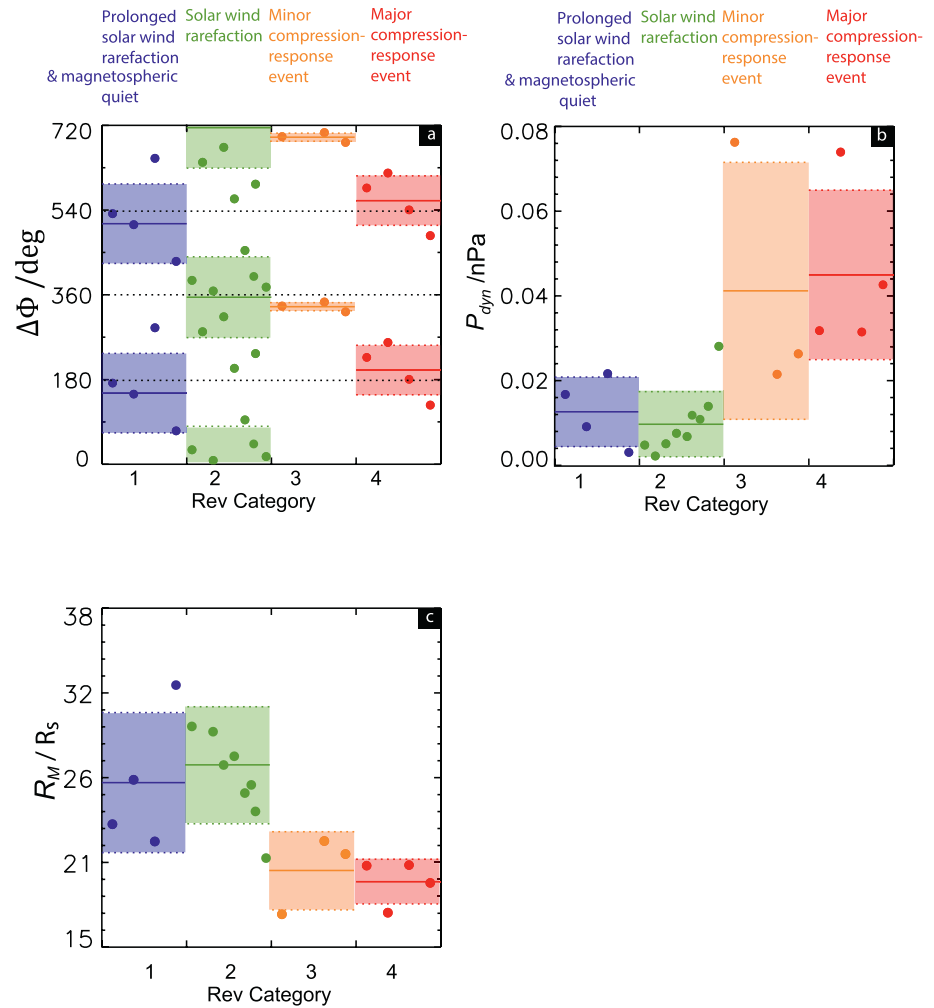 Prolonged
solar wind
rarefaction
& magnetospheric
quiet
Solar wind
rarefaction
Minor
compression-
response
event
Major
compression-
response
event
a
720
540
360
180
0
ΔΦ /deg
1 2 3 4
Rev Category
Prolonged
solar wind
rarefaction
& magnetospheric
quiet
Solar wind
rarefaction
Minor
compression-
response
event
Major
compression-
response
event
b
0.08
0.06
0.04
0.02
0.00
Pdyn /nPa
1 2 3 4
Rev Category
c
38
32
26
21
15
RM / Rs
1 2 3 4
Rev Category